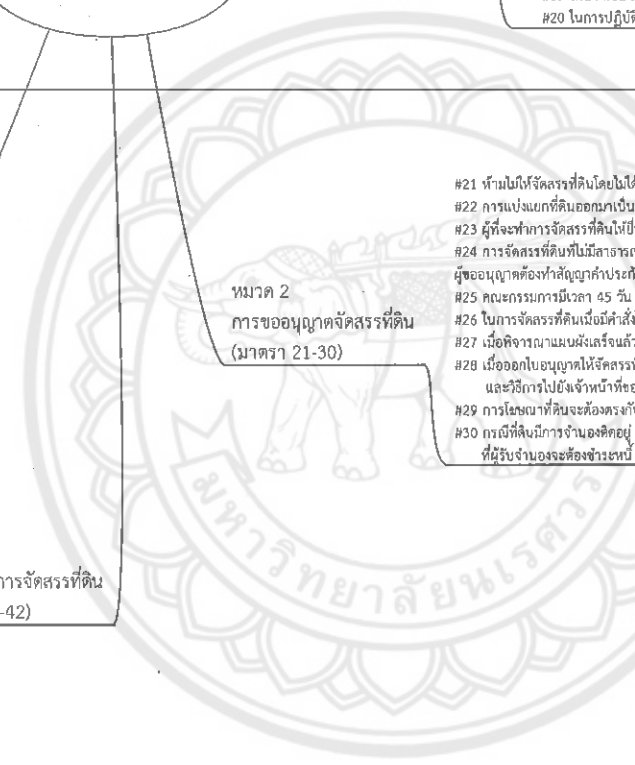 #20 ในการปฏิบัติ
#21 ห้ามไม่ให้จัดสรรที่ดินโดยไม่ได้
#22 การแบ่งแยกที่ดินออกมาเป็น
#23 ผู้ที่จะทำการจัดสรรที่ดินให้ยื่
#24 การจัดสรรที่ดินที่ไม่มีสาธารณ
ผู้ขออนุญาตต้องทำสัญญาค้ำประกั
#25 คณะกรรมการมีเวลา 45 วัน
#26 ในการจัดสรรที่ดินเมื่อมีคำสั่ง
#27 เมื่อพิจารณาแผนผังเสร็จแล้ว
#28 เมื่อออกใบอนุญาตให้จัดสรรที่
และวิธีการไปยังเจ้าหน้าที่ขอ
#29 การโฆษณาที่ดินจะต้องตรงกับ
#30 กรณีที่ดินมีการจำนองติดอยู่
ที่ผู้รับจำนองจะต้องชำระหนี้
หมวด 2
การขออนุญาตจัดสรรที่ดิน
(มาตรา 21-30)
การจัดสรรที่ดิน
-42)
มหาวิทยาลัยนเรศวร